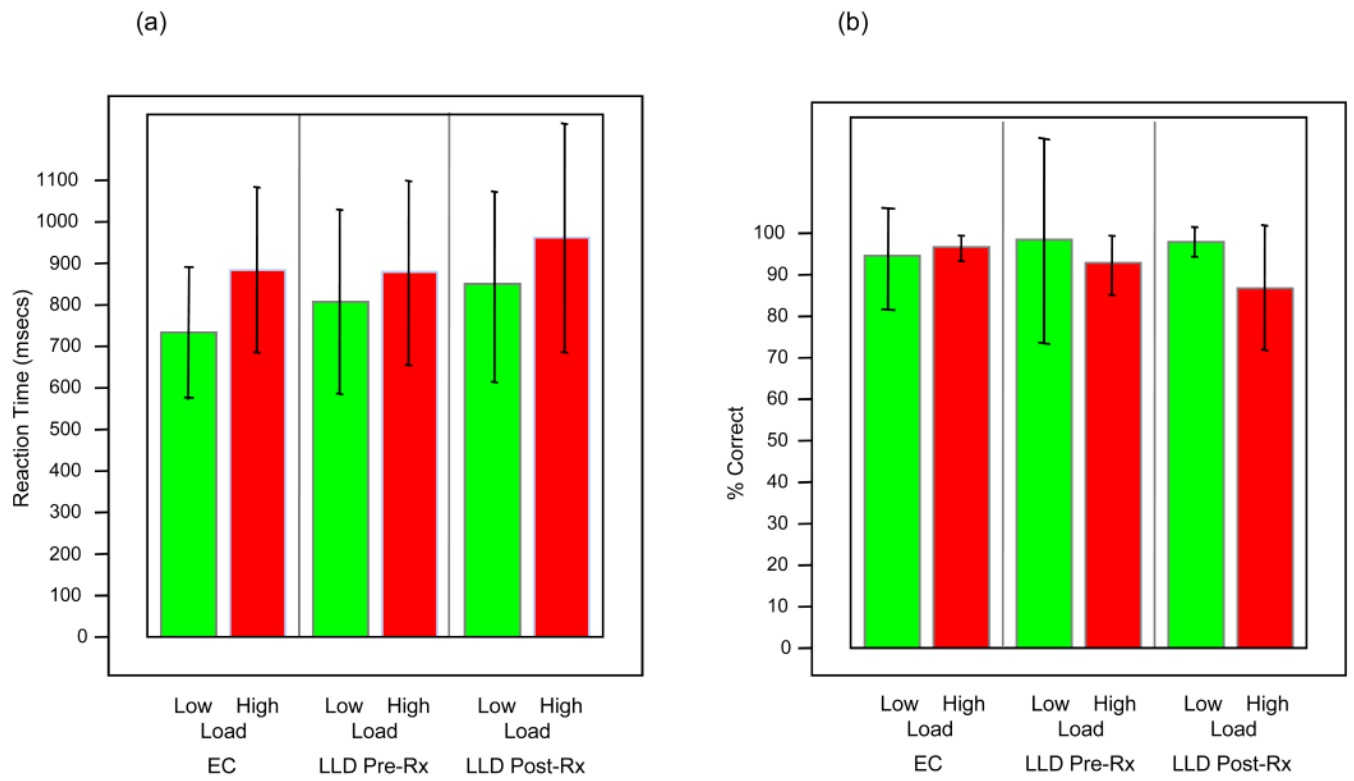 (a)
Reaction Time (msecs)
1100
1000
900
800
700
600
500
400
300
200
100
0
Low High Low High Low High
Load Load Load
EC LLD Pre-Rx LLD Post-Rx
(b)
% Correct
100
90
80
70
60
50
40
30
20
10
0
Low High Low High Low High
Load Load Load
EC LLD Pre-Rx LLD Post-Rx